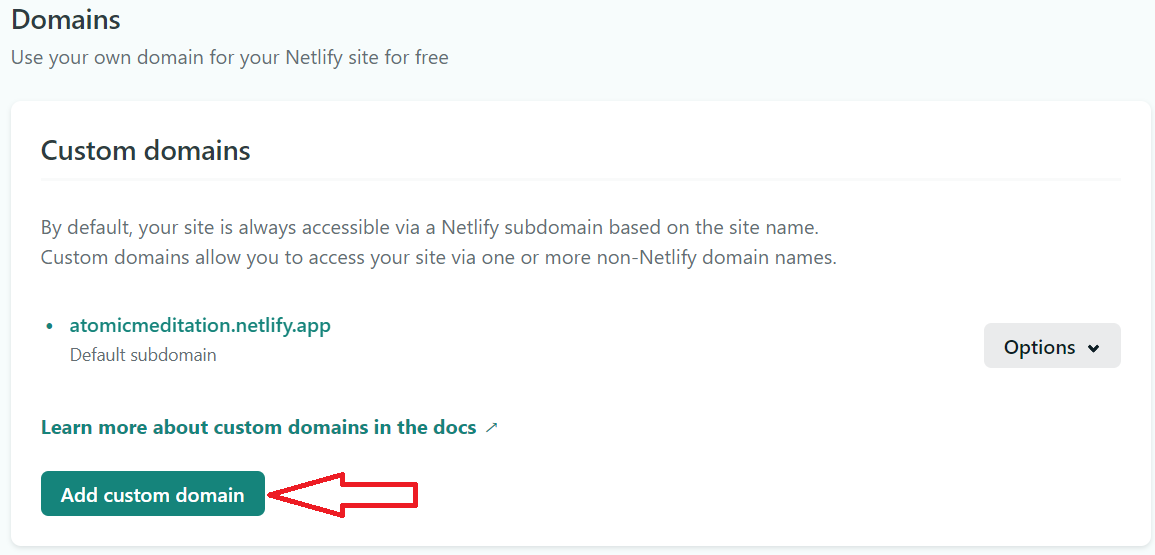 Domains
Use your own domain for your Netlify site for free
Custom domains
By default, your site is always accessible via a Netlify subdomain based on the site name.
Custom domains allow you to access your site via one or more non-Netlify domain names.
• atomicmeditation.netlify.app
Default subdomain
Options
Learn more about custom domains in the docs ↗
Add custom domain